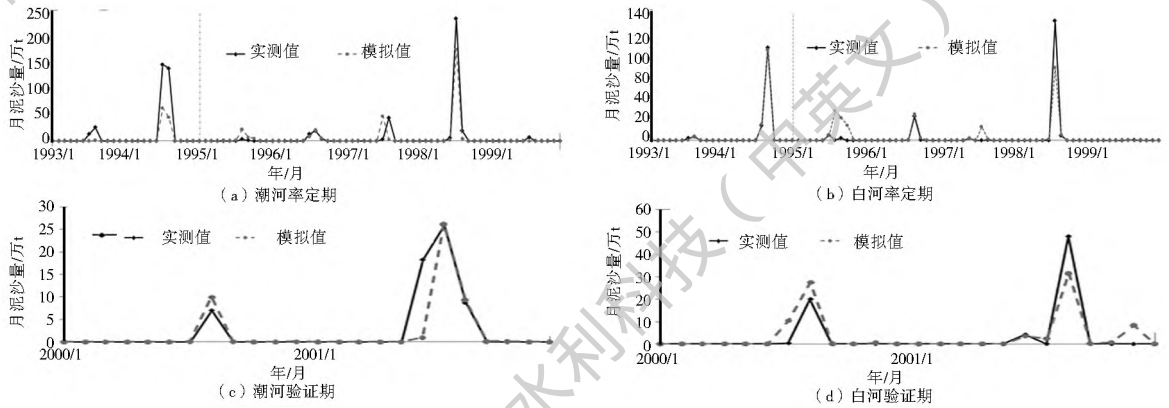 月泥沙量/万t
250
200
150
100
50
0
实测值 模拟值
1993/1 1994/1 1995/1 1996/1 1997/1 1998/1 1999/1
年/月
(a)潮河率定期
月泥沙量/万t
140
120
100
80
60
40
20
0
实测值 模拟值
1993/1 1994/1 1995/1 1996/1 1997/1 1998/1 1999/1
年/月
(b)白河率定期
月泥沙量/万t
30
25
20
15
10
5
0
实测值 模拟值
2000/1 2001/1
年/月
(c)潮河验证期
月泥沙量/万t
60
50
40
30
20
10
0
实测值 模拟值
2000/1 2001/1
年/月
(d)白河验证期
水利科技(中英文)